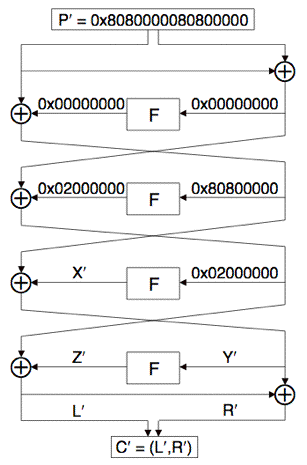 P′ = 0x8080000080800000
0x00000000 F 0x00000000
0x02000000 F 0x80800000
X′ F 0x02000000
Z′ F Y′
L′ R′
C′ = (L′,R′)